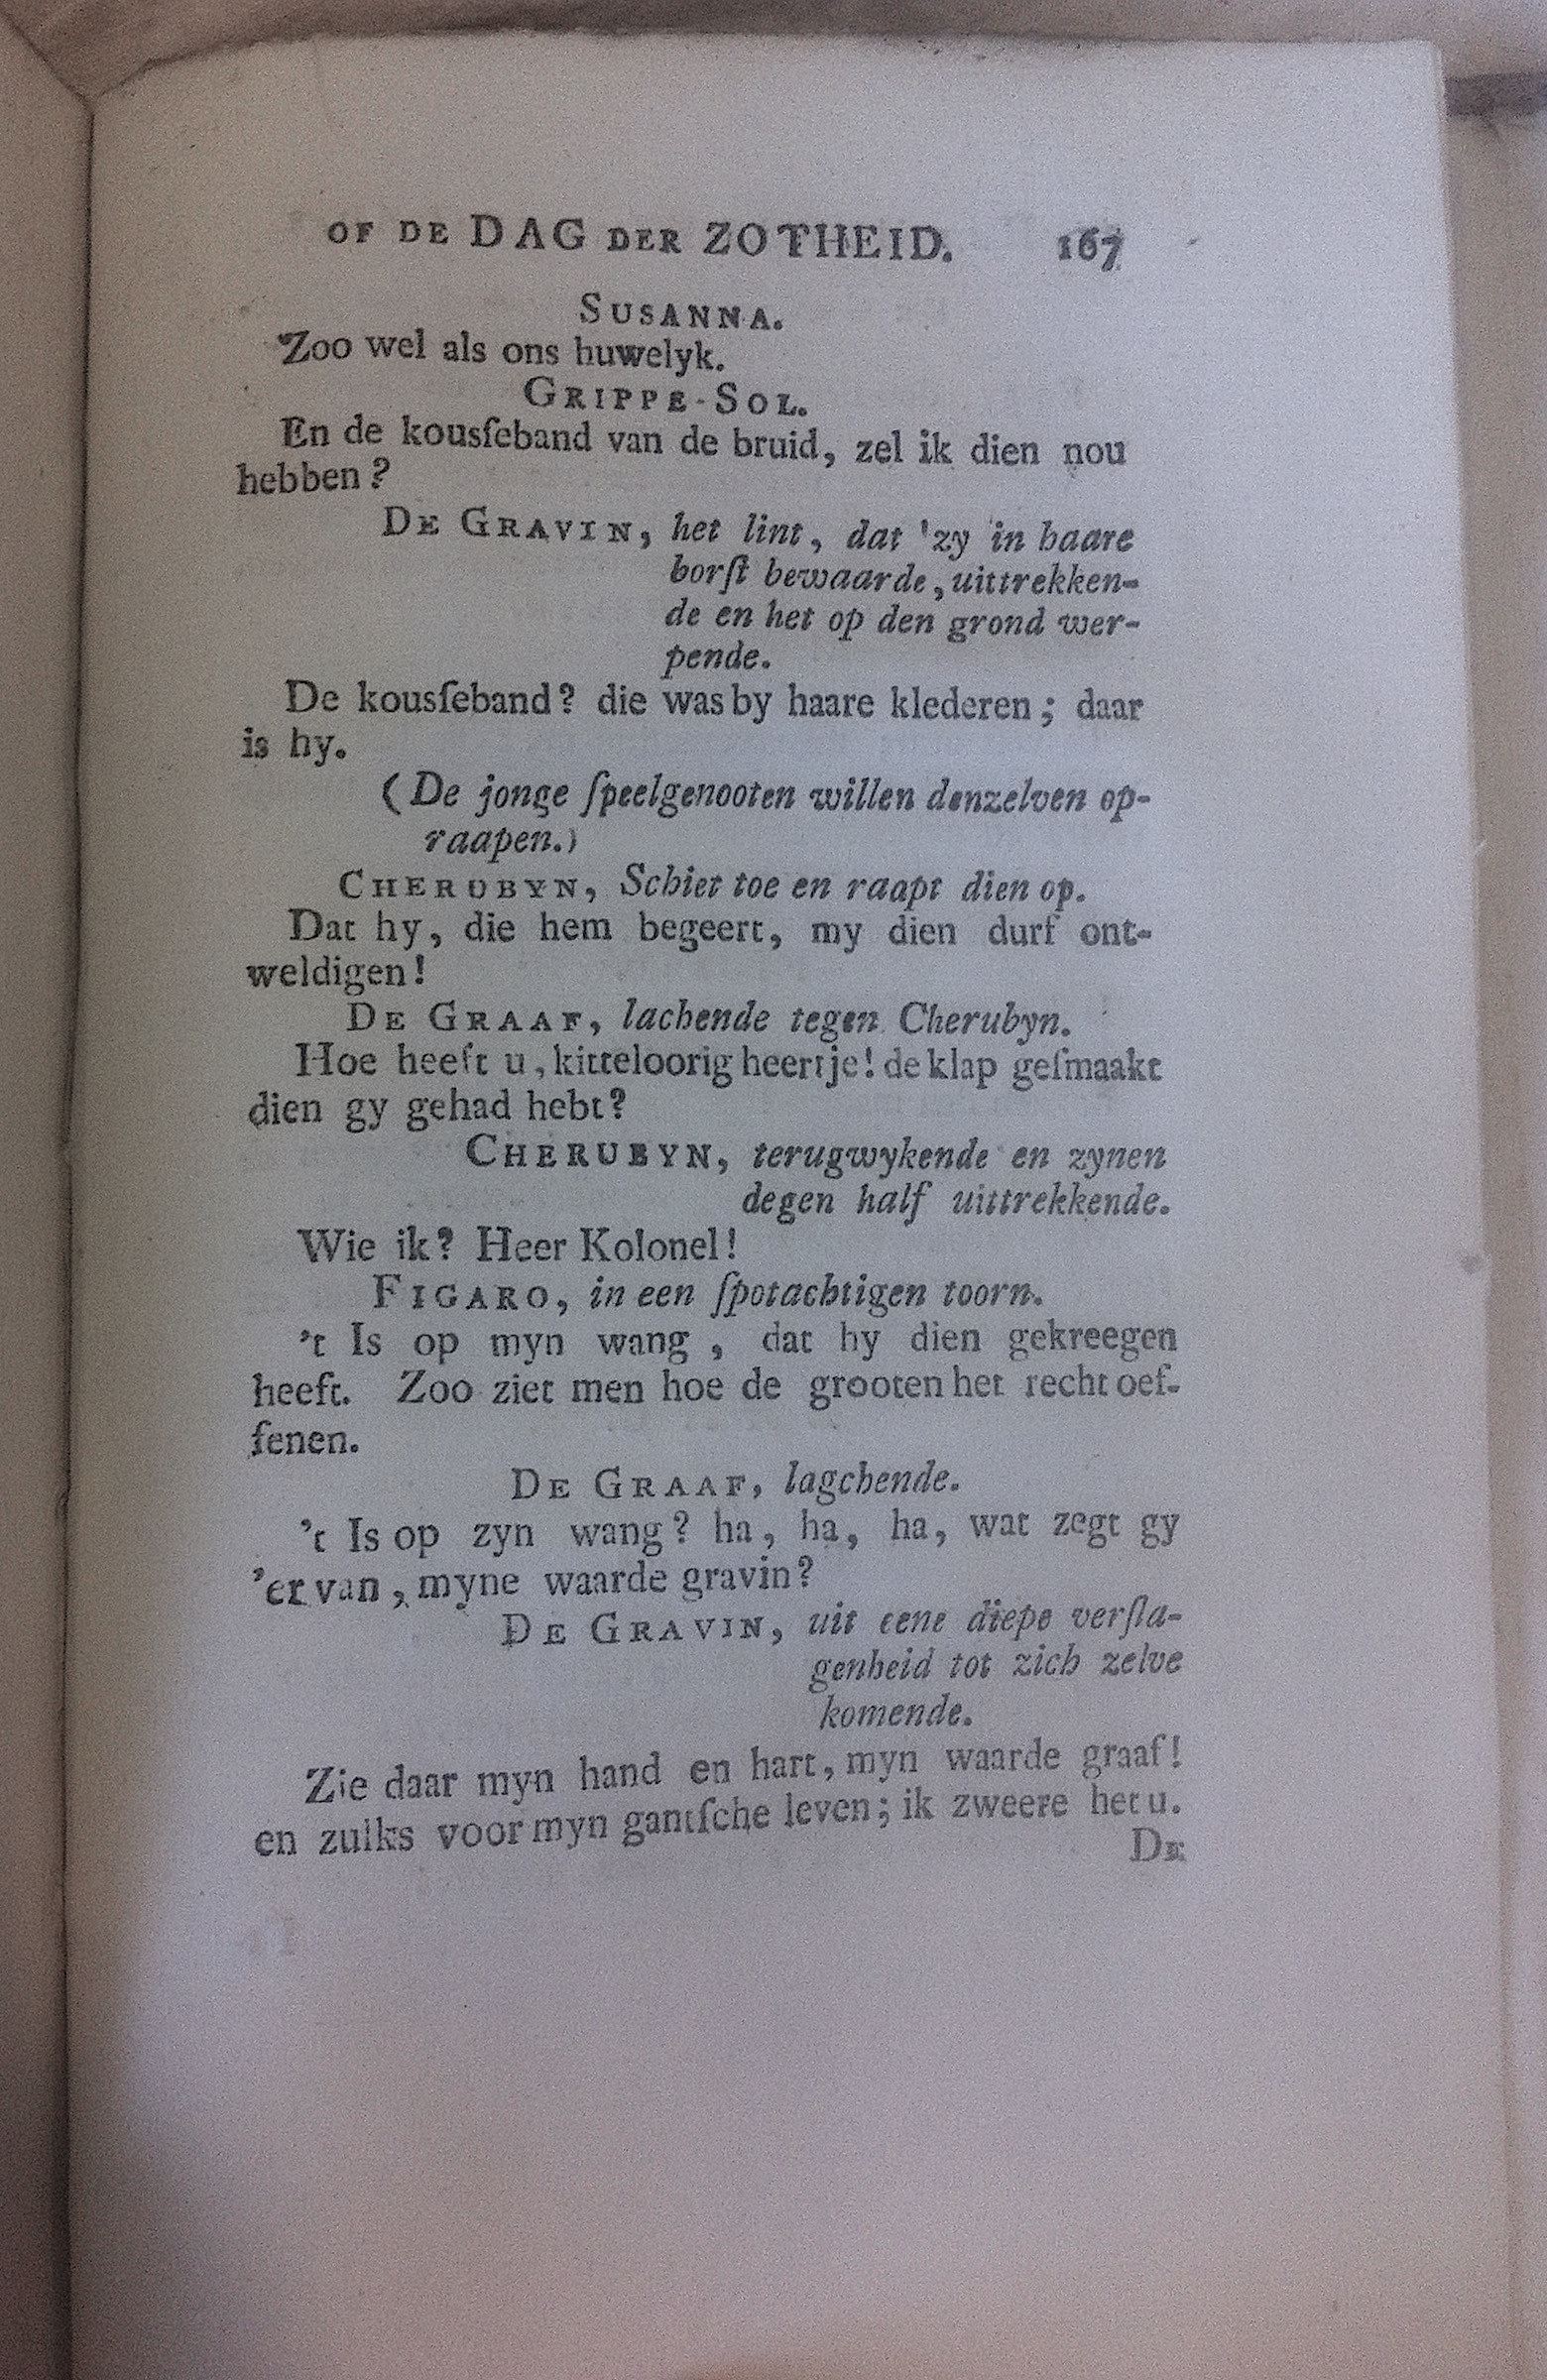 OF DE DAG DER ZOTHEID. 167
SUSANNA.
Zoo wel als ons huwelyk.
GRIPPE-SOL.
En de kousſeband van de bruid, zel ik dien nou
hebben?
DE GRAVIN, het lint, dat 'zy in haare
borſt bewaarde, uittrekken-
de en het op den grond wer-
pende.
De kousſeband? die was by haare klederen; daar
is hy.
(De jonge ſpeelgenooten willen denzelven op-
raapen.)
CHERUBYN, Schiet toe en raapt dien op.
Dat hy, die hem begeert, my dien durf ont-
weldigen!
DE GRAAF, lachende tegen Cherubyn.
Hoe heeft u, kitteloorig heertje! de klap geſmaakt
dien gy gehad hebt?
CHERUBYN, terugwykende en zynen
degen half uittrekkende.
Wie ik? Heer Kolonel!
FIGARO, in een ſpotachtigen toorn.
't Is op myn wang, dat hy dien gekreegen
heeft. Zoo ziet men hoe de grooten het recht oef-
fenen.
DE GRAAF, lagchende.
't Is op zyn wang? ha, ha, ha, wat zegt gy
'er van, myne waarde gravin?
DE GRAVIN, uit eene diepe verſla-
genheid tot zich zelve
komende.
Zie daar myn hand en hart, myn waarde graaf!
en zulks voor myn gantſche leven; ik zweere het u.
DE